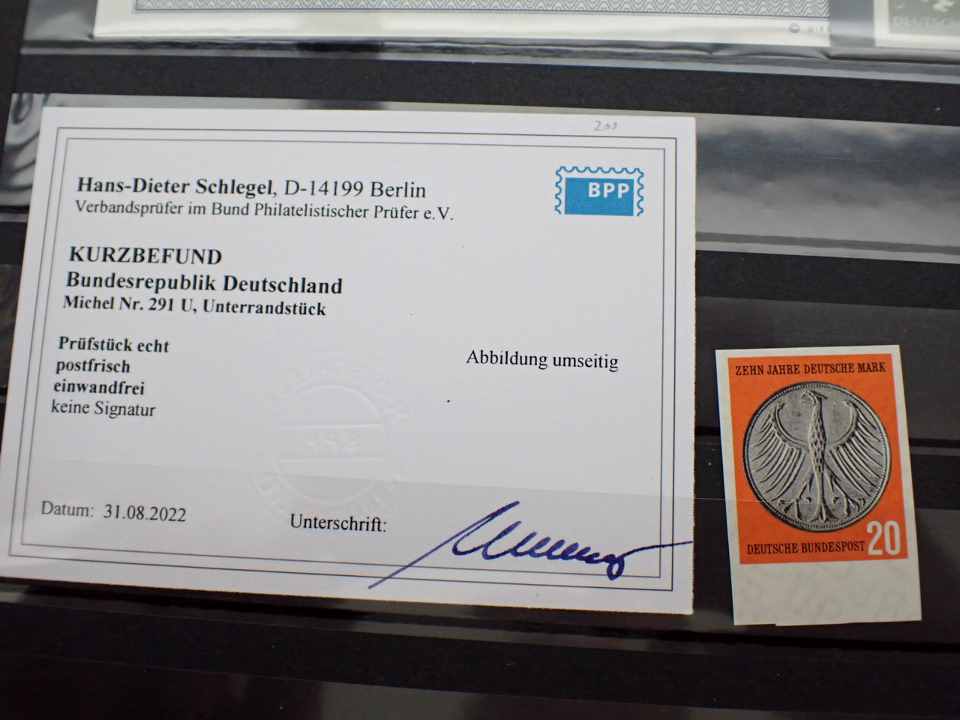 DEUTSCH
Hans-Dieter Schlegel, D-14199 Berlin
Verbandsprüfer im Bund Philatelistischer Prüfer e.V.
BPP
KURZBEFUND
Bundesrepublik Deutschland
Michel Nr. 291 U, Unterrandstück
Prüfstück echt
postfrisch
einwandfrei
keine Signatur
Abbildung umseitig
Datum: 31.08.2022
Unterschrift:
ZEHN JAHRE DEUTSCHE MARK
DEUTSCHE BUNDESPOST 20